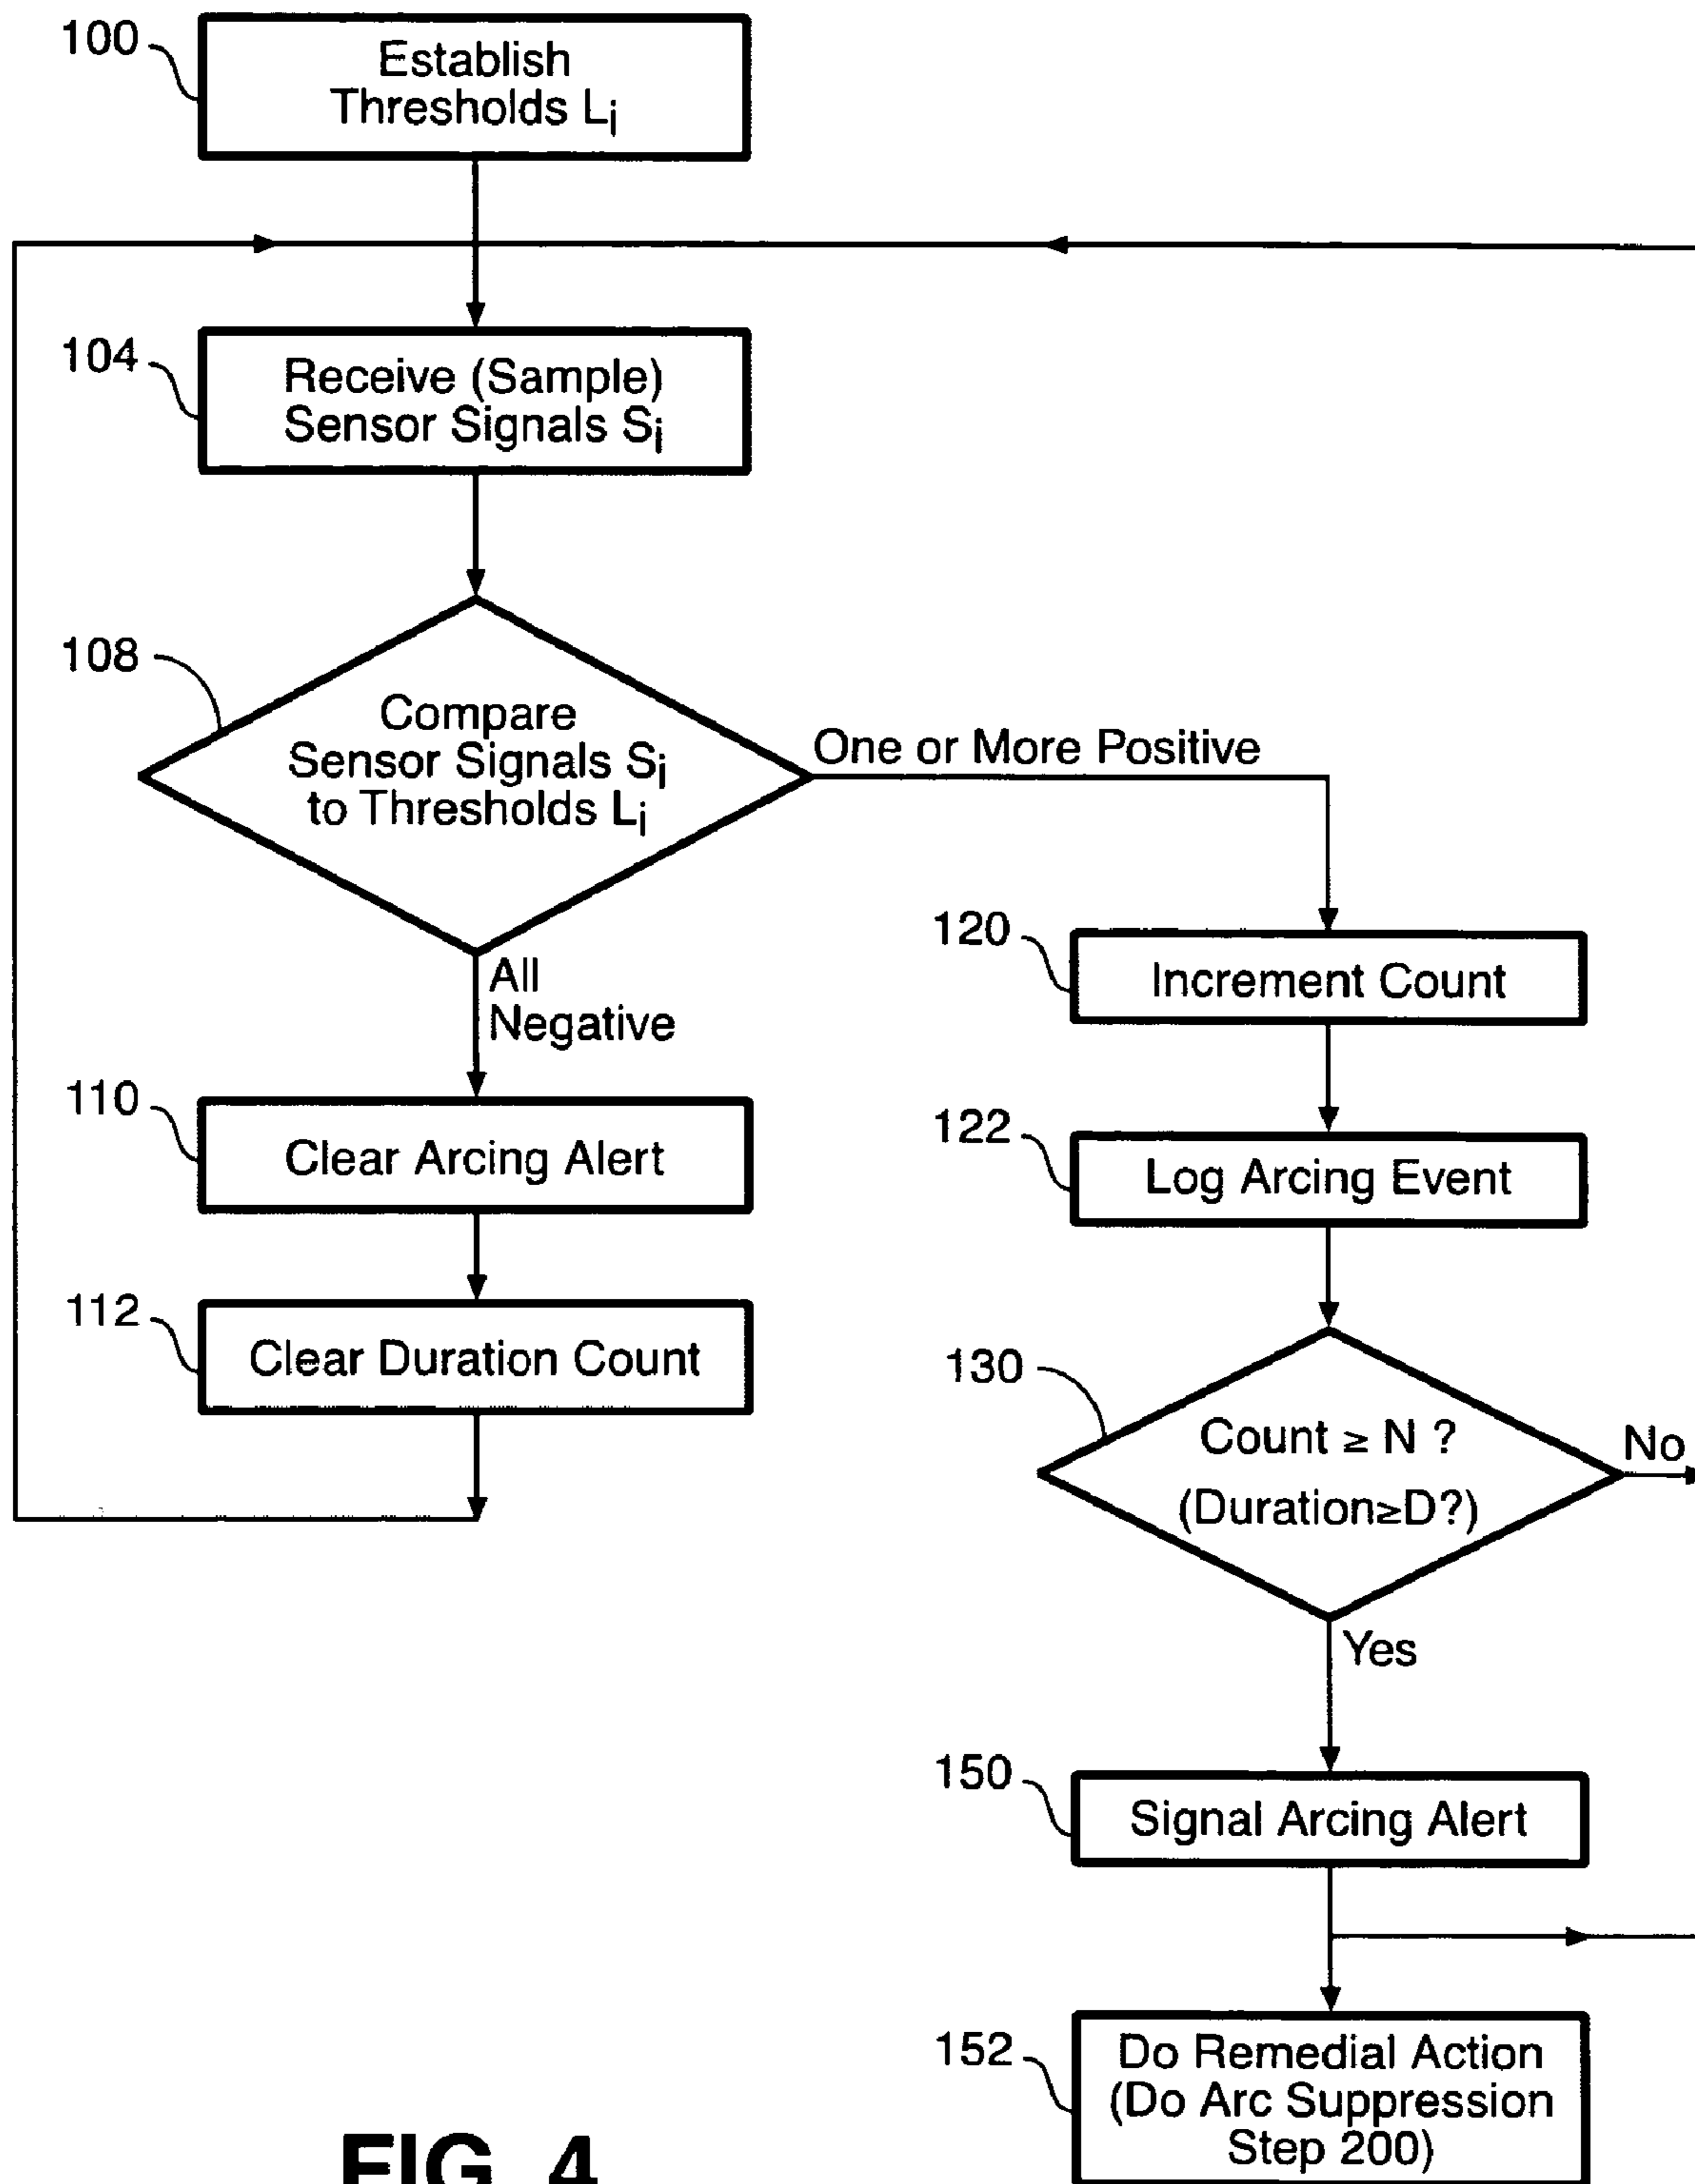 100
Establish
Thresholds Li
104
Receive (Sample)
Sensor Signals Si
108
Compare
Sensor Signals Si
to Thresholds Li
One or More Positive
All
Negative
110
Clear Arcing Alert
112
Clear Duration Count
120
Increment Count
122
Log Arcing Event
130
Count ≥ N ?
(Duration≥D?)
No
Yes
150
Signal Arcing Alert
152
Do Remedial Action
(Do Arc Suppression
Step 200)
FIG. 4